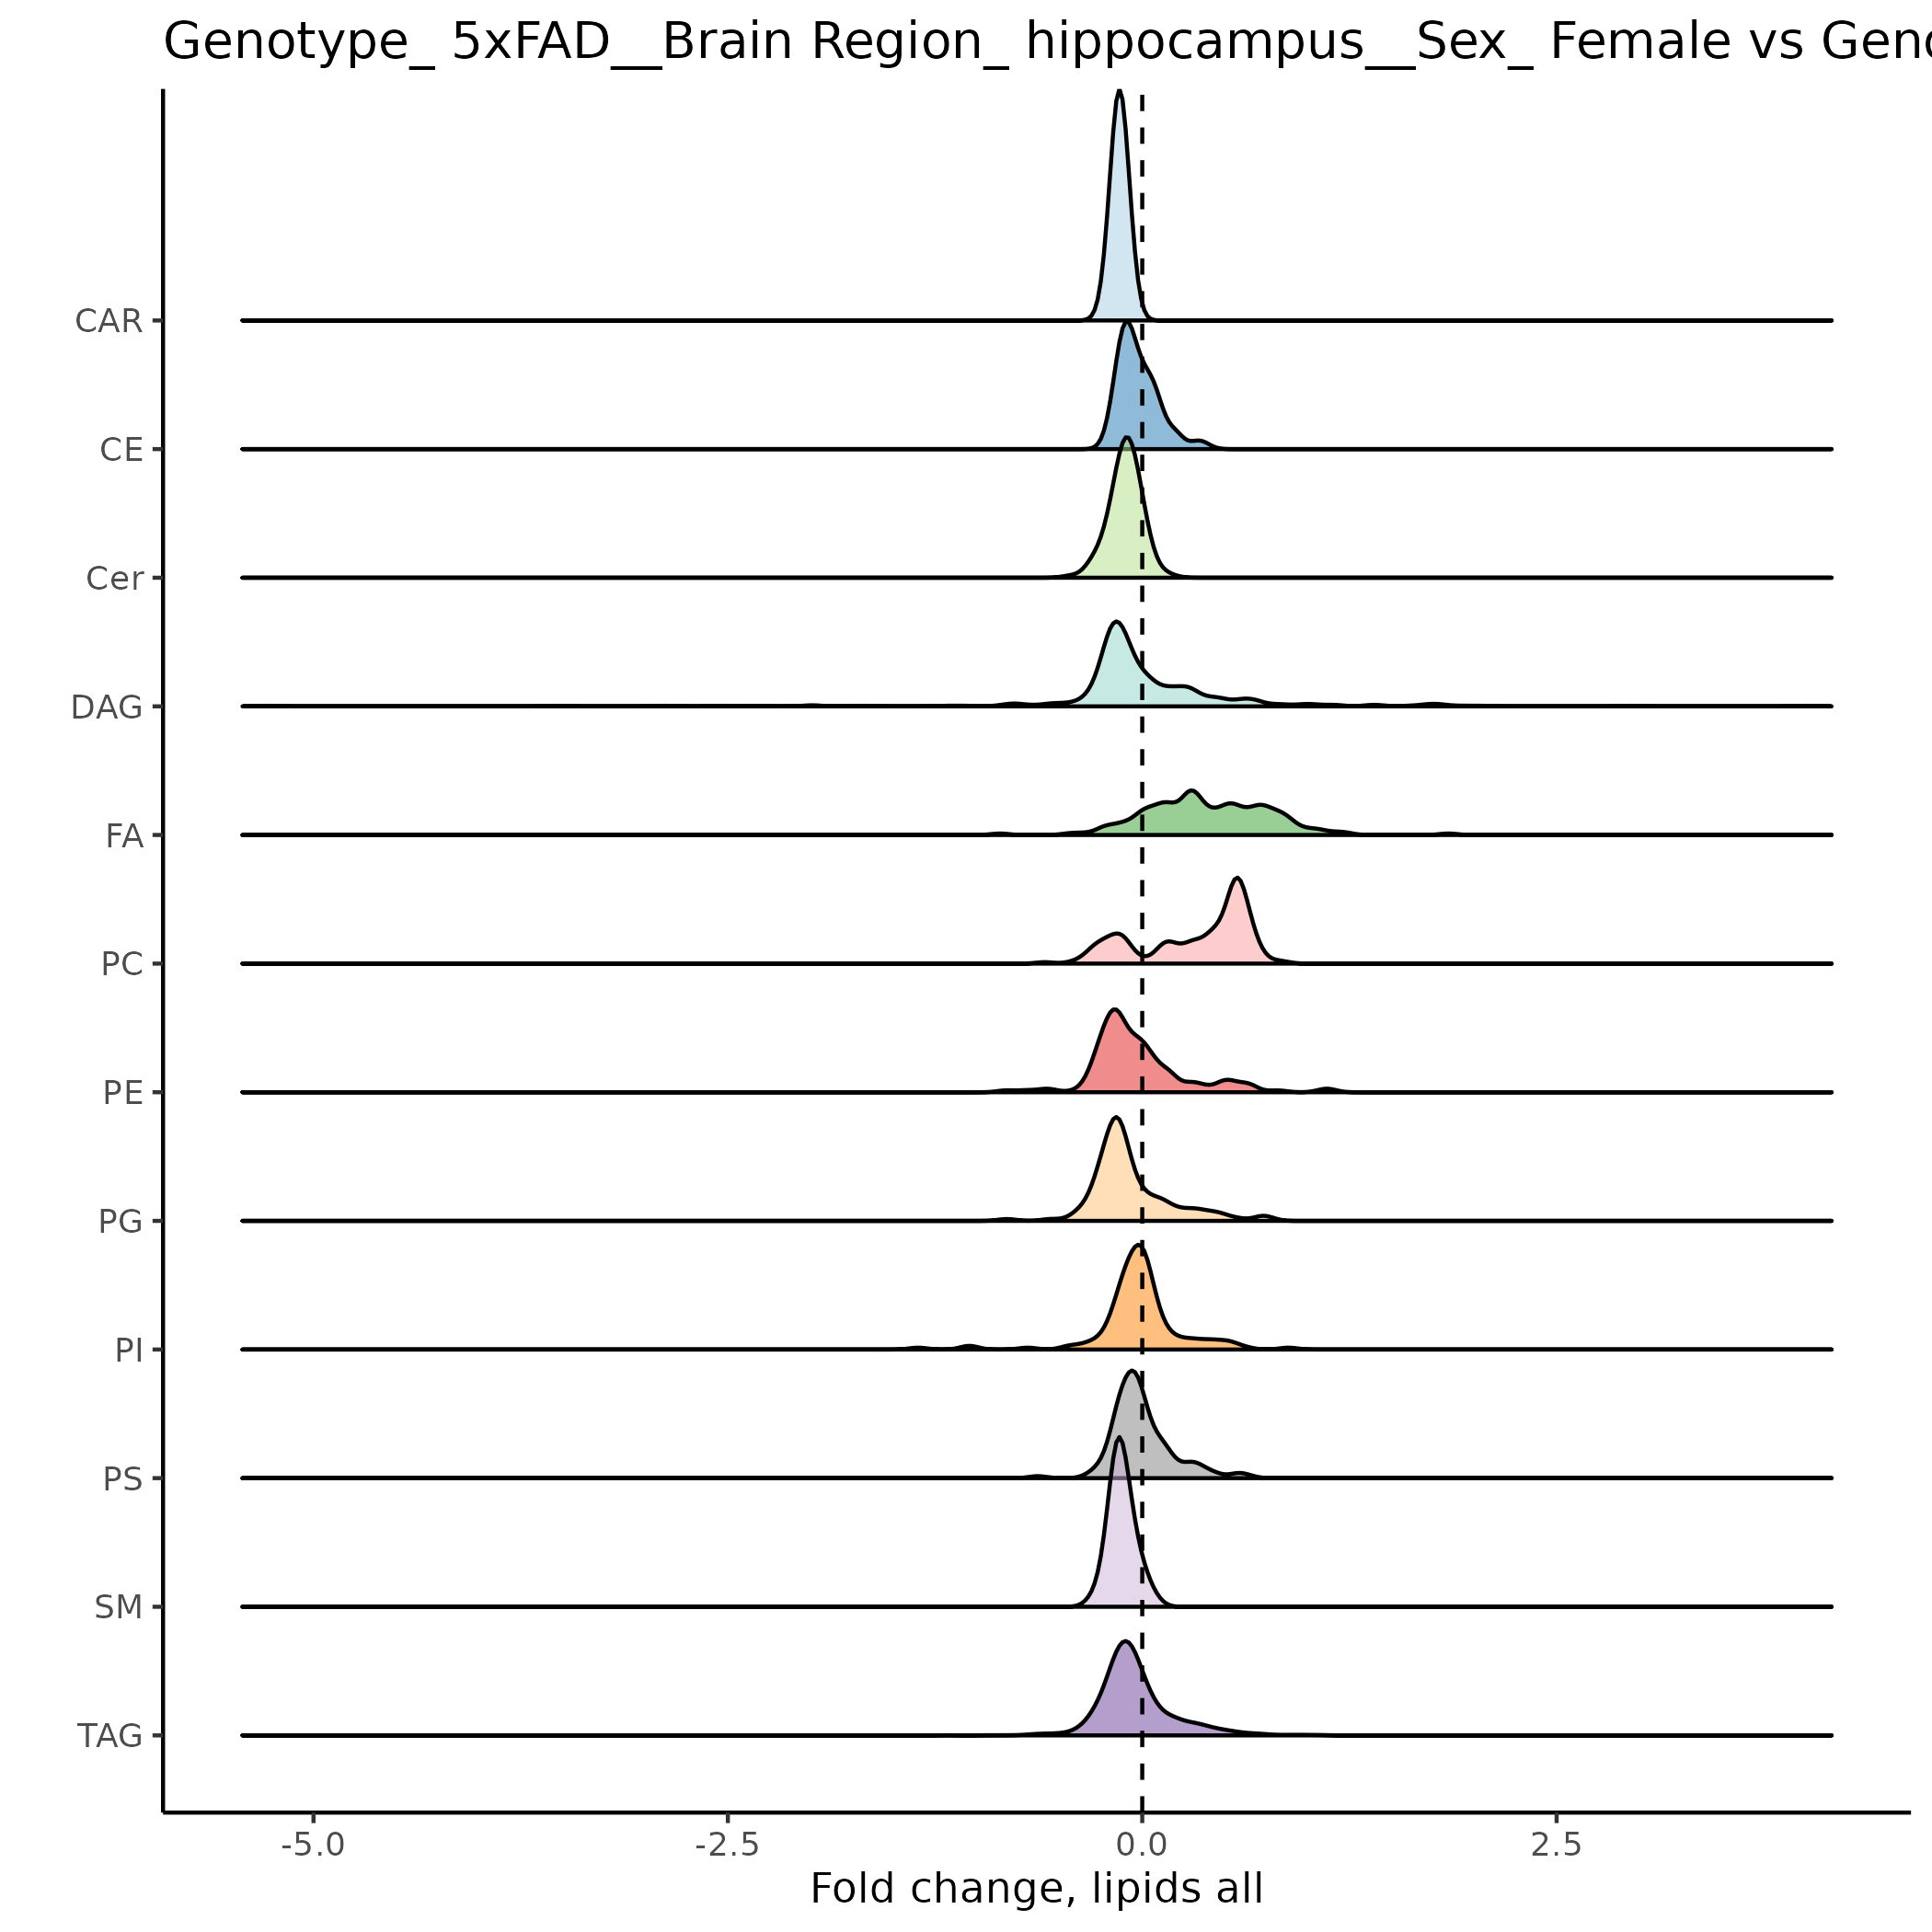 Genotype_ 5xFAD__Brain Region_ hippocampus__Sex_ Female vs
CAR
CE
Cer
DAG
FA
PC
PE
PG
PI
PS
SM
TAG
-5.0 -2.5 0.0 2.5
Fold change, lipids all